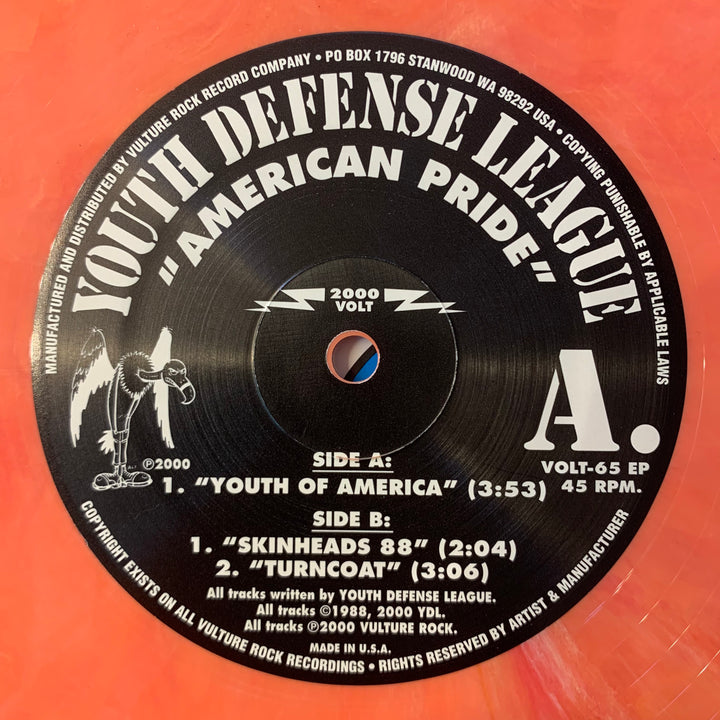 MANUFACTURED AND DISTRIBUTED BY VULTURE ROCK RECORD COMPANY • PO BOX 1796 STANWOOD WA 98292 USA • COPYING PUNISHABLE BY APPLICABLE LAWS
YOUTH DEFENSE LEAGUE
"AMERICAN PRIDE"
2000
VOLT
A.
℗2000
VOLT-65 EP
45 RPM.
SIDE A:
1. "YOUTH OF AMERICA" (3:53)
SIDE B:
1. "SKINHEADS 88" (2:04)
2. "TURNCOAT" (3:06)
All tracks written by YOUTH DEFENSE LEAGUE.
All tracks ©1988, 2000 YDL.
All tracks ℗2000 VULTURE ROCK.
MADE IN U.S.A.
COPYRIGHT EXISTS ON ALL VULTURE ROCK RECORDINGS • RIGHTS RESERVED BY ARTIST & MANUFACTURER